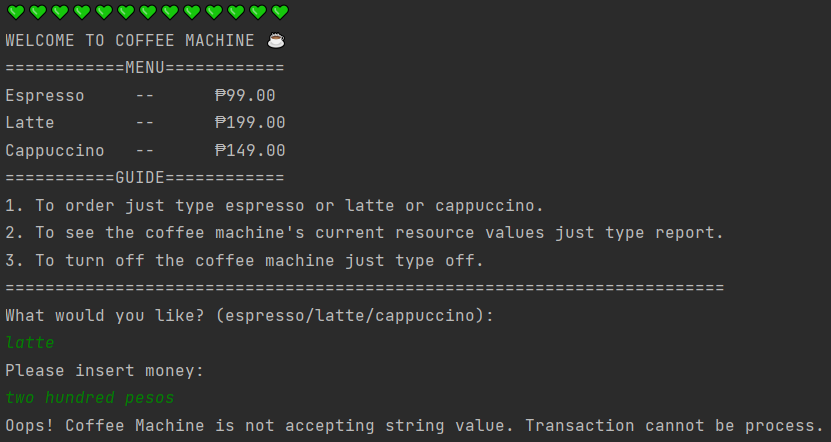 💚💚💚💚💚💚💚💚💚💚💚💚💚
WELCOME TO COFFEE MACHINE ☕
============MENU============
Espresso     --      ₱99.00
Latte        --      ₱199.00
Cappuccino   --      ₱149.00
===========GUIDE============
1. To order just type espresso or latte or cappuccino.
2. To see the coffee machine's current resource values just type report.
3. To turn off the coffee machine just type off.
========================================================================
What would you like? (espresso/latte/cappuccino):
latte
Please insert money:
two hundred pesos
Oops! Coffee Machine is not accepting string value. Transaction cannot be process.